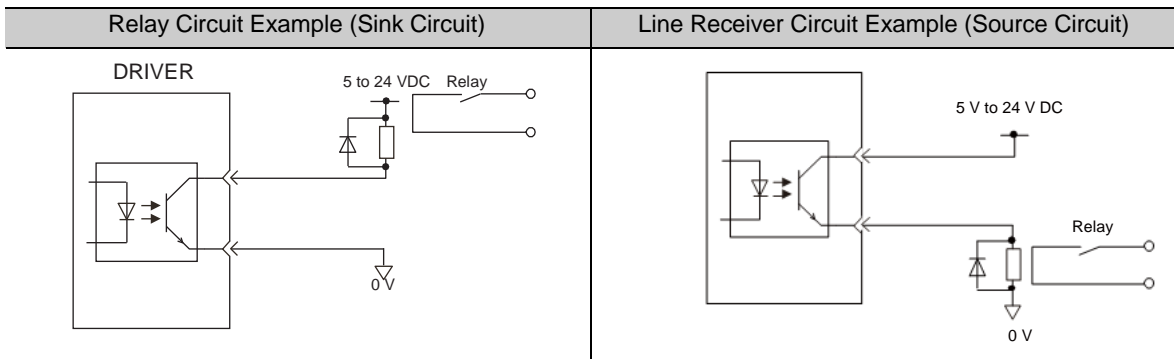 Relay Circuit Example (Sink Circuit)
Line Receiver Circuit Example (Source Circuit)
DRIVER
5 to 24 VDC
Relay
0 V
5 V to 24 V DC
Relay
0 V